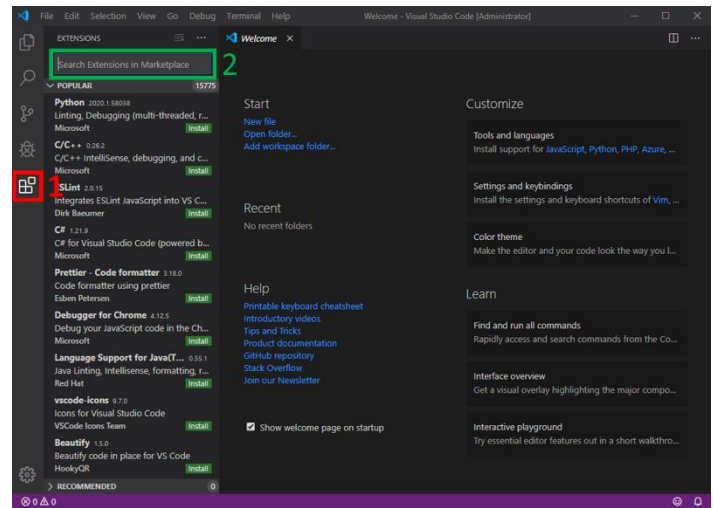 File Edit Selection View Go Debug Terminal Help Welcome - Visual Studio Code [Administrator]
EXTENSIONS
Welcome
Search Extensions in Marketplace
2
POPULAR 15775
Python 2020.1.58038
Linting, Debugging (multi-threaded, r...
Microsoft Install
C/C++ 0.26.2
C/C++ IntelliSense, debugging, and c...
Microsoft Install
1
ESLint 2.0.15
Integrates ESLint JavaScript into VS C...
Dirk Baeumer Install
C# 1.21.9
C# for Visual Studio Code (powered b...
Microsoft Install
Prettier - Code formatter 3.18.0
Code formatter using prettier
Esben Petersen Install
Debugger for Chrome 4.12.5
Debug your JavaScript code in the Ch...
Microsoft Install
Language Support for Java(T... 0.55.1
Java Linting, Intellisense, formatting, r...
Red Hat Install
vscode-icons 9.7.0
Icons for Visual Studio Code
VSCode Icons Team Install
Beautify 1.5.0
Beautify code in place for VS Code
HookyQR Install
RECOMMENDED 0
Start
New file
Open folder...
Add workspace folder...
Recent
No recent folders
Help
Printable keyboard cheatsheet
Introductory videos
Tips and Tricks
Product documentation
GitHub repository
Stack Overflow
Join our Newsletter
Show welcome page on startup
Customize
Tools and languages
Install support for JavaScript, Python, PHP, Azure, ...
Settings and keybindings
Install the settings and keyboard shortcuts of Vim, ...
Color theme
Make the editor and your code look the way you l...
Learn
Find and run all commands
Rapidly access and search commands from the Co...
Interface overview
Get a visual overlay highlighting the major compo...
Interactive playground
Try essential editor features out in a short walkthro...
0 0